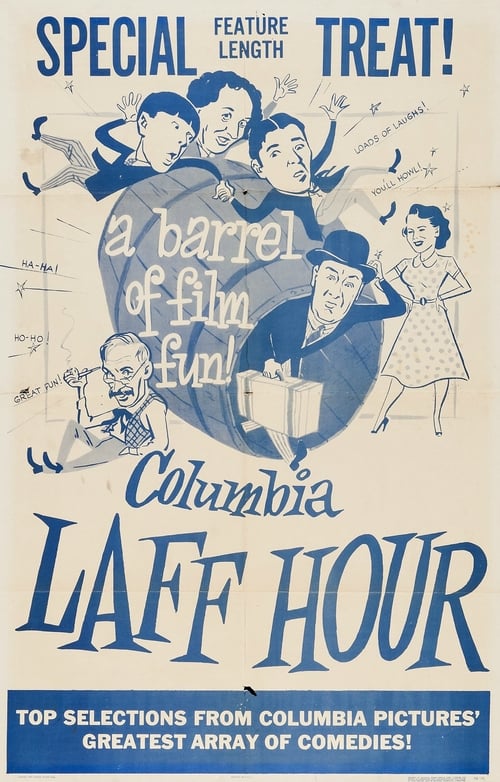 SPECIAL FEATURE LENGTH TREAT!
LOADS OF LAUGHS!
YOU'LL HOWL!
a barrel
of film
fun!
HA-HA!
HO-HO!
GREAT FUN!
Columbia
LAFF HOUR
TOP SELECTIONS FROM COLUMBIA PICTURES'
GREATEST ARRAY OF COMEDIES!